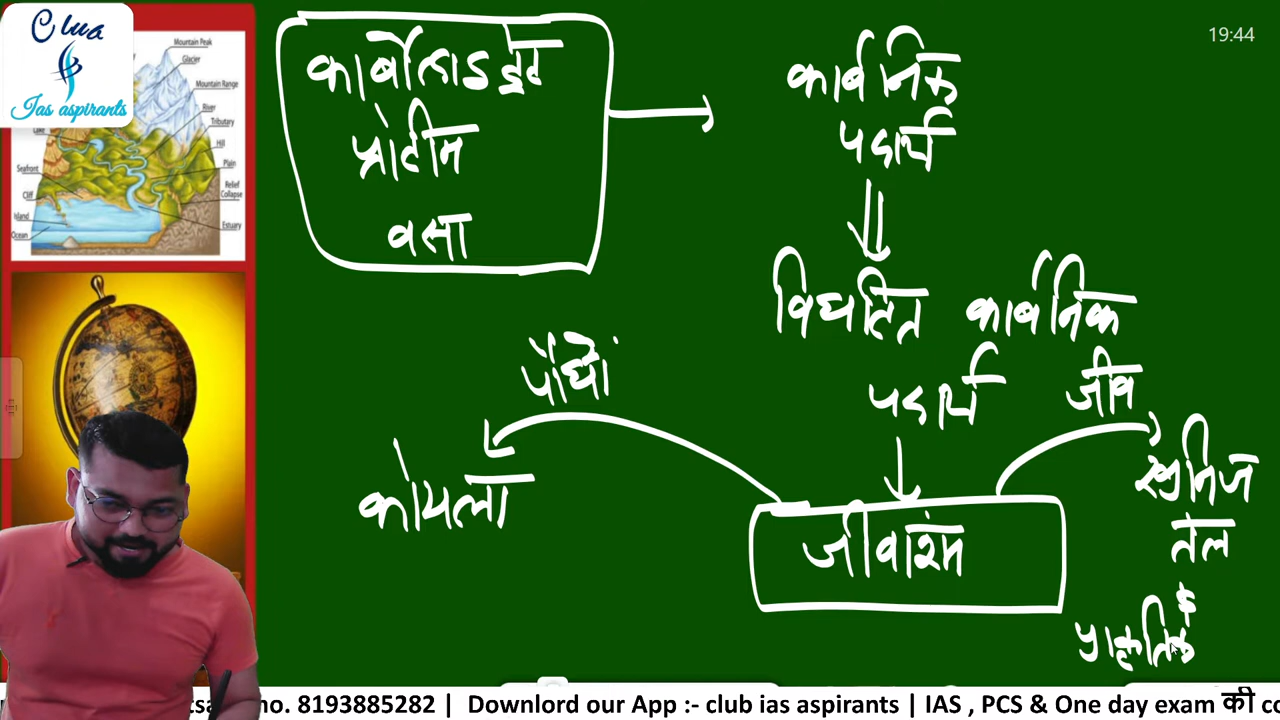 Clua
Ias aspirants
19:44
Mountain Peak
Glacier
Mountain Range
River
Tributary
Hill
Plain
Relief
Collapse
Estuary
Lake
Seafront
Cliff
Island
Ocean
कार्बोहाइड्रेट
प्रोटीन
वसा
कार्बनिक
पदार्थ
विघटित कार्बनिक
पदार्थ
जीव
पौधों
कोयला
जीवाश्म
खनिज
तेल
&
प्राकृतिक
no. 8193885282 | Downlord our App :- club ias aspirants | IAS , PCS & One day exam की